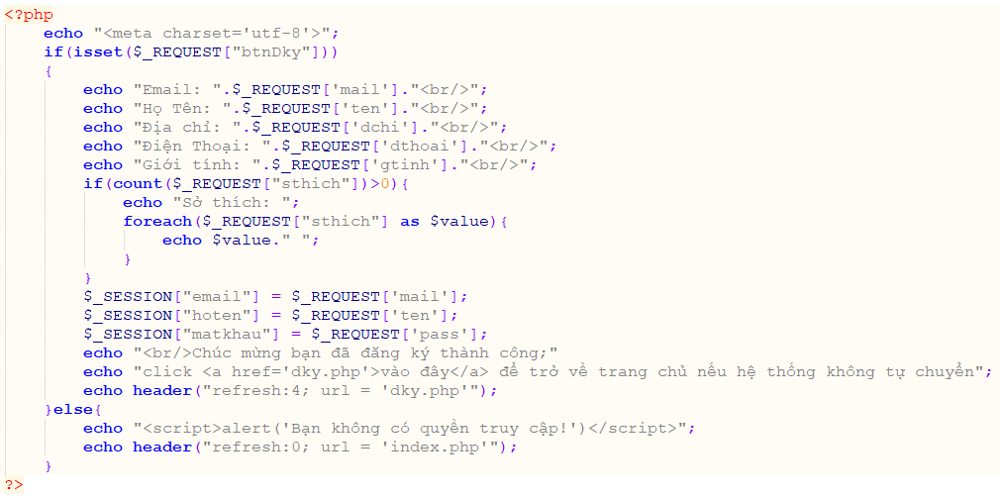 <?php
    echo "<meta charset='utf-8'>";
    if(isset($_REQUEST["btnDky"]))
    {
        echo "Email: ".$_REQUEST['mail']."<br/>";
        echo "Họ Tên: ".$_REQUEST['ten']."<br/>";
        echo "Địa chỉ: ".$_REQUEST['dchi']."<br/>";
        echo "Điện Thoại: ".$_REQUEST['dthoai']."<br/>";
        echo "Giới tính: ".$_REQUEST['gtinh']."<br/>";
        if(count($_REQUEST["sthich"])>0){
            echo "Sở thích: ";
            foreach($_REQUEST["sthich"] as $value){
                echo $value." ";
            }
        }
        $_SESSION["email"] = $_REQUEST['mail'];
        $_SESSION["hoten"] = $_REQUEST['ten'];
        $_SESSION["matkhau"] = $_REQUEST['pass'];
        echo "<br/>Chúc mừng bạn đã đăng ký thành công;"
        echo "click <a href='dky.php'>vào đây</a> để trở về trang chủ nếu hệ thống không tự chuyển";
        echo header("refresh:4; url = 'dky.php'");
    }else{
        echo "<script>alert('Bạn không có quyền truy cập!')</script>";
        echo header("refresh:0; url = 'index.php'");
    }
?>